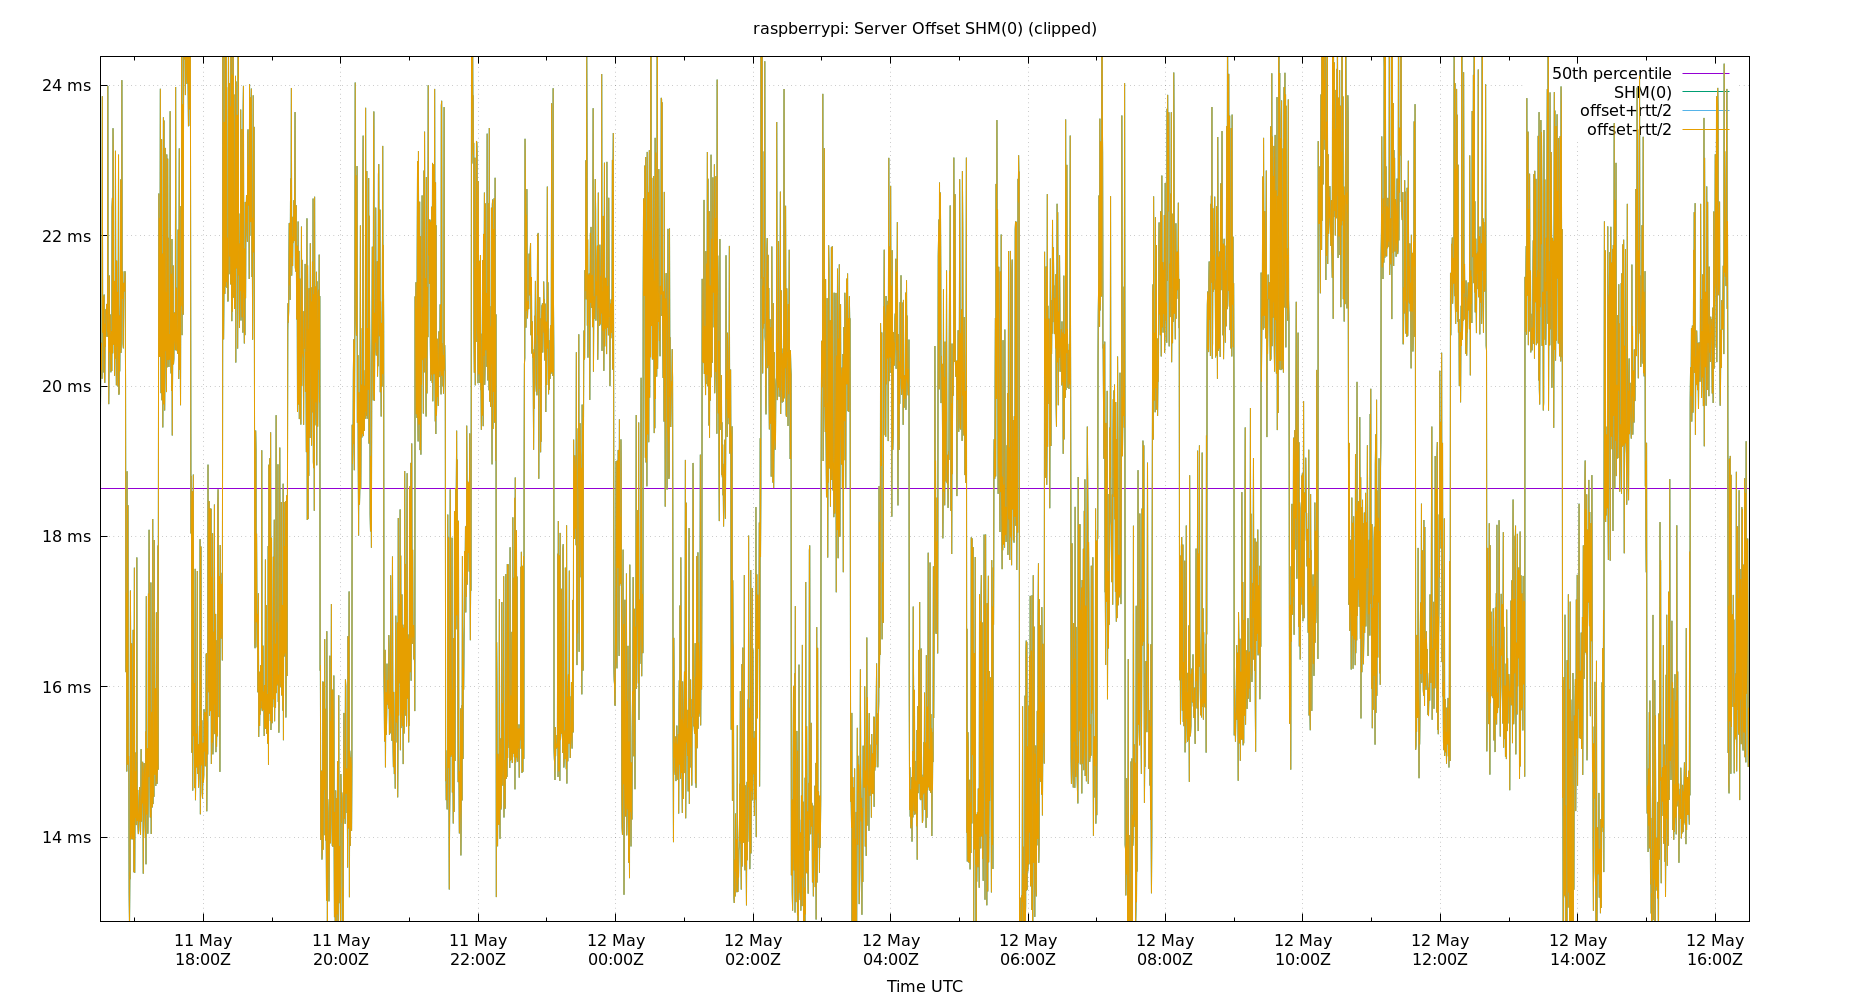 raspberrypi: Server Offset SHM(0) (clipped)
24 ms
22 ms
20 ms
18 ms
16 ms
14 ms
50th percentile
SHM(0)
offset+rtt/2
offset-rtt/2
11 May 11 May 11 May 12 May 12 May 12 May 12 May 12 May 12 May 12 May 12 May 12 May
18:00Z 20:00Z 22:00Z 00:00Z 02:00Z 04:00Z 06:00Z 08:00Z 10:00Z 12:00Z 14:00Z 16:00Z
Time UTC